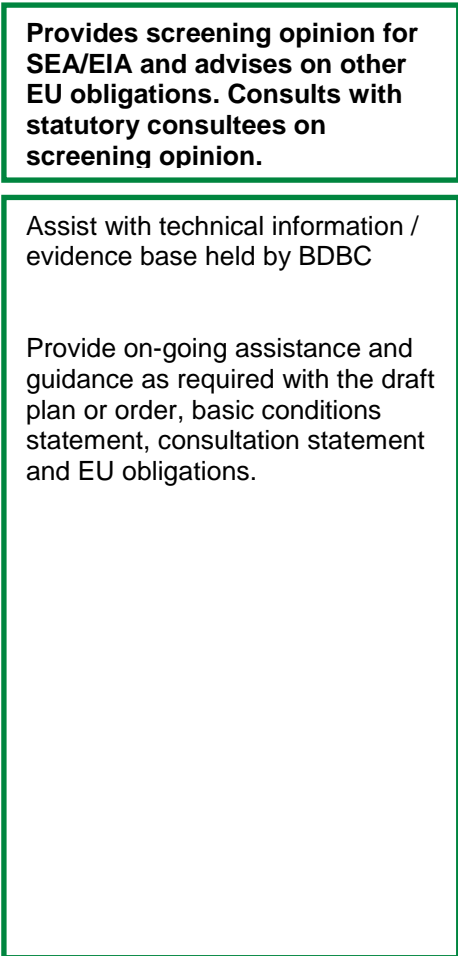 Provides screening opinion for
SEA/EIA and advises on other
EU obligations. Consults with
statutory consultees on
screening opinion.
Assist with technical information /
evidence base held by BDBC
Provide on-going assistance and
guidance as required with the draft
plan or order, basic conditions
statement, consultation statement
and EU obligations.